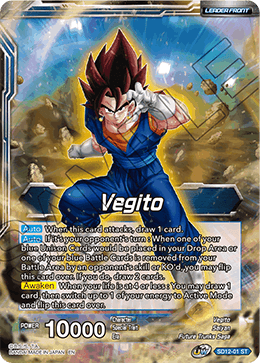 LEADER FRONT
Vegito
Auto When this card attacks, draw 1 card.
Auto If it's your opponent's turn : When one of your
blue Unison Cards would be placed in your Drop Area or
one of your blue Battle Cards is removed from your
Battle Area by an opponent's skill or KO'd, you may flip
this card over. If you do, draw 2 cards.
Awaken When your life is at 4 or less : You may draw 1
card, then switch up to 1 of your energy to Active Mode
and flip this card over.
POWER 10000
Character Vegito
Special Trait Saiyan
Era Future Trunks Saga
MADE IN JAPAN EN
SD12-01 ST